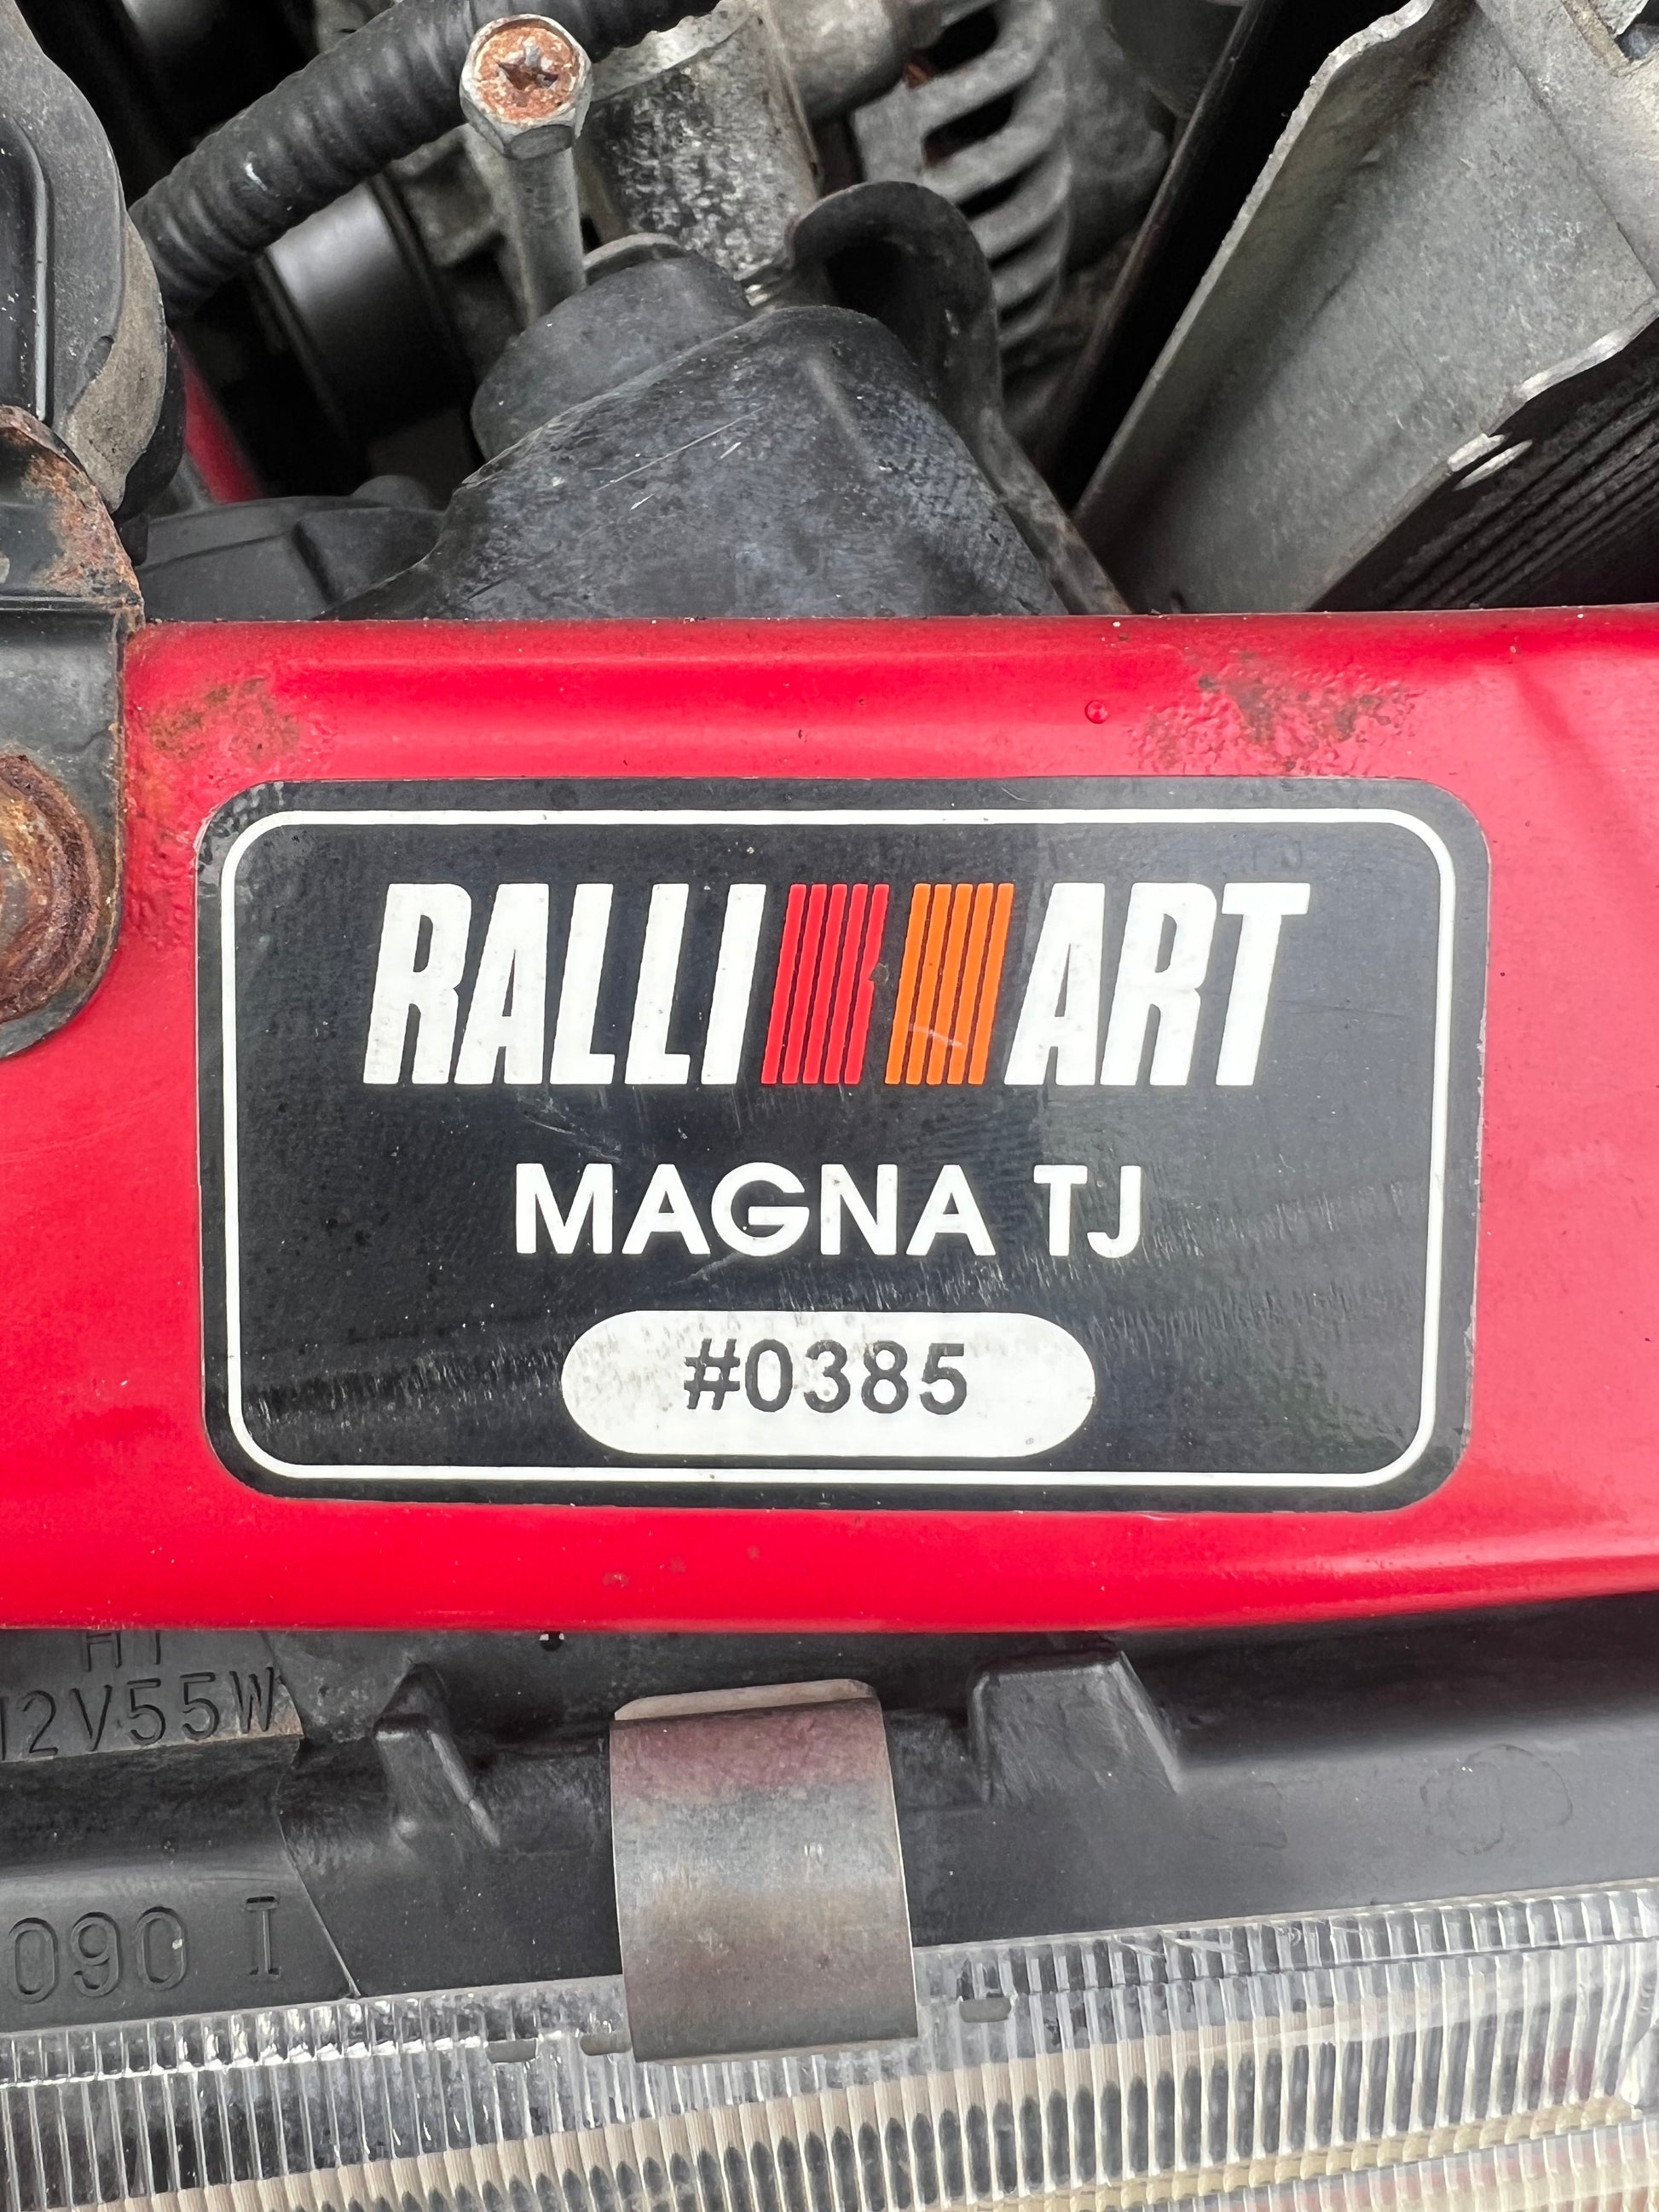 RALLI ART
MAGNA TJ
#0385
H1
12V55W
090 I